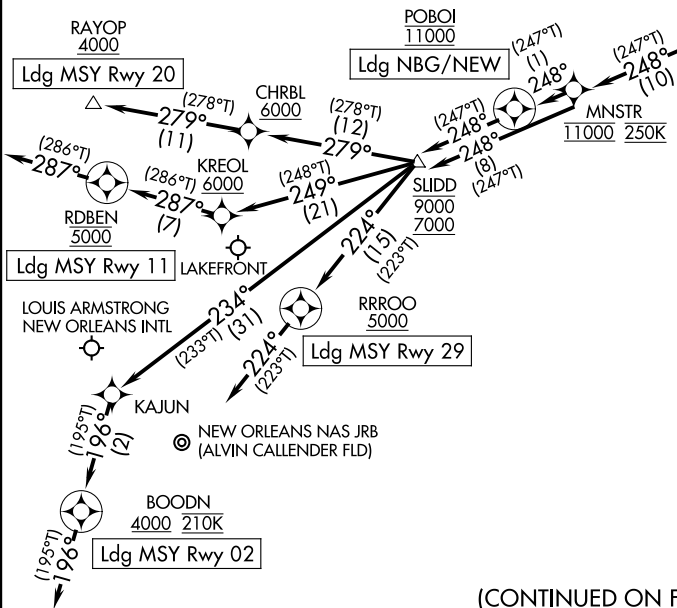 RAYOP
4000
Ldg MSY Rwy 20
279°
(278°T)
(11)
CHRBL
6000
279°
(278°T)
(12)
POBOI
11000
Ldg NBG/NEW
(247°T)
(1)
248°
(247°T)
248°
(10)
MNSTR
11000 250K
(247°T)
248°
248°
(8)
(247°T)
SLIDD
9000
7000
(286°T)
287°
RDBEN
5000
Ldg MSY Rwy 11
(286°T)
287°
(7)
KREOL
6000
(248°T)
249°
(21)
LAKEFRONT
224°
(15)
(223°T)
RRROO
5000
Ldg MSY Rwy 29
224°
(223°T)
234°
(31)
(233°T)
LOUIS ARMSTRONG
NEW ORLEANS INTL
KAJUN
(195°T)
196°
(2)
NEW ORLEANS NAS JRB
(ALVIN CALLENDER FLD)
BOODN
4000 210K
Ldg MSY Rwy 02
(195°T)
196°